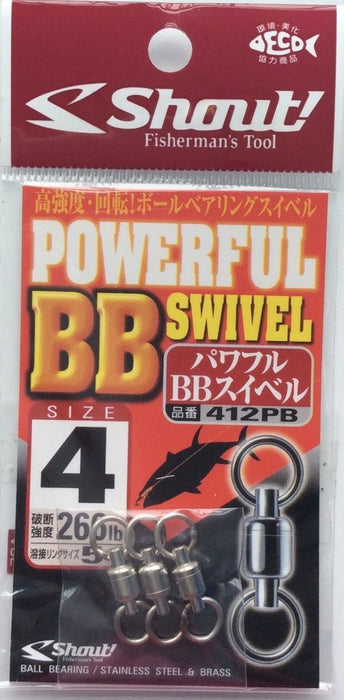 環境・美化
ECO
協力商品
Shout!
Fisherman's Tool
高強度・回転!ボールベアリングスイベル
POWERFUL
BB SWIVEL
パワフル
BBスイベル
品番 412PB
SIZE
4
破断強度 260lb
溶接リングサイズ
Shout!
Fisherman's Tool
BALL BEARING / STAINLESS STEEL & BRASS